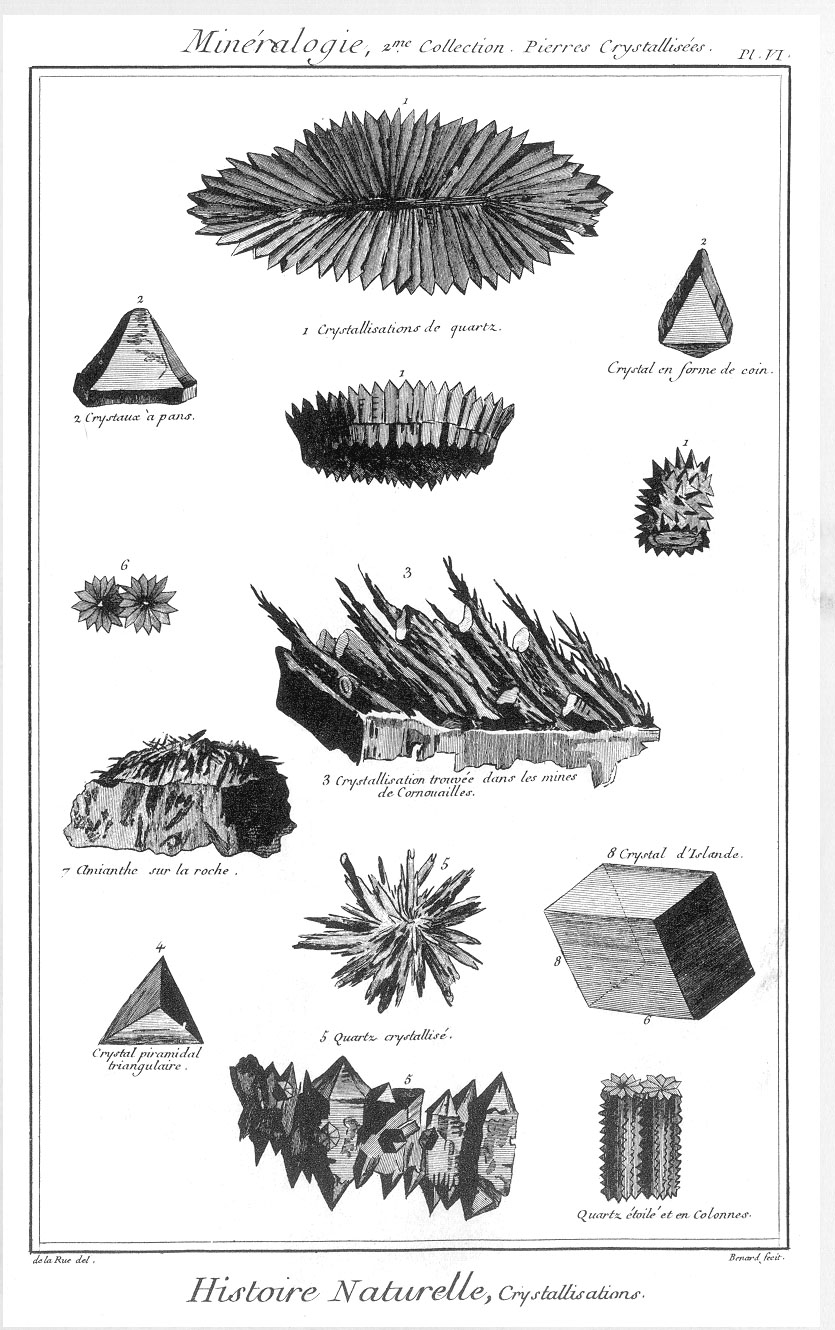 Minéralogie, 2me Collection. Pierres Crystallisées.
Pl. VI.
1
2
2
1 Crystallisations de quartz.
Crystal en forme de coin.
1
2 Crystaux à pans.
1
6
3
3 Crystallisation trouvée dans les mines
de Cornouailles.
7 Amianthe sur la roche.
8 Crystal d'Islande.
5
4
8
6
5 Quartz crystallisé.
Crystal piramidal
triangulaire.
5
Quartz étoilé et en Colonnes.
de la Rue del.
Benard fecit.
Histoire Naturelle, Crystallisations.